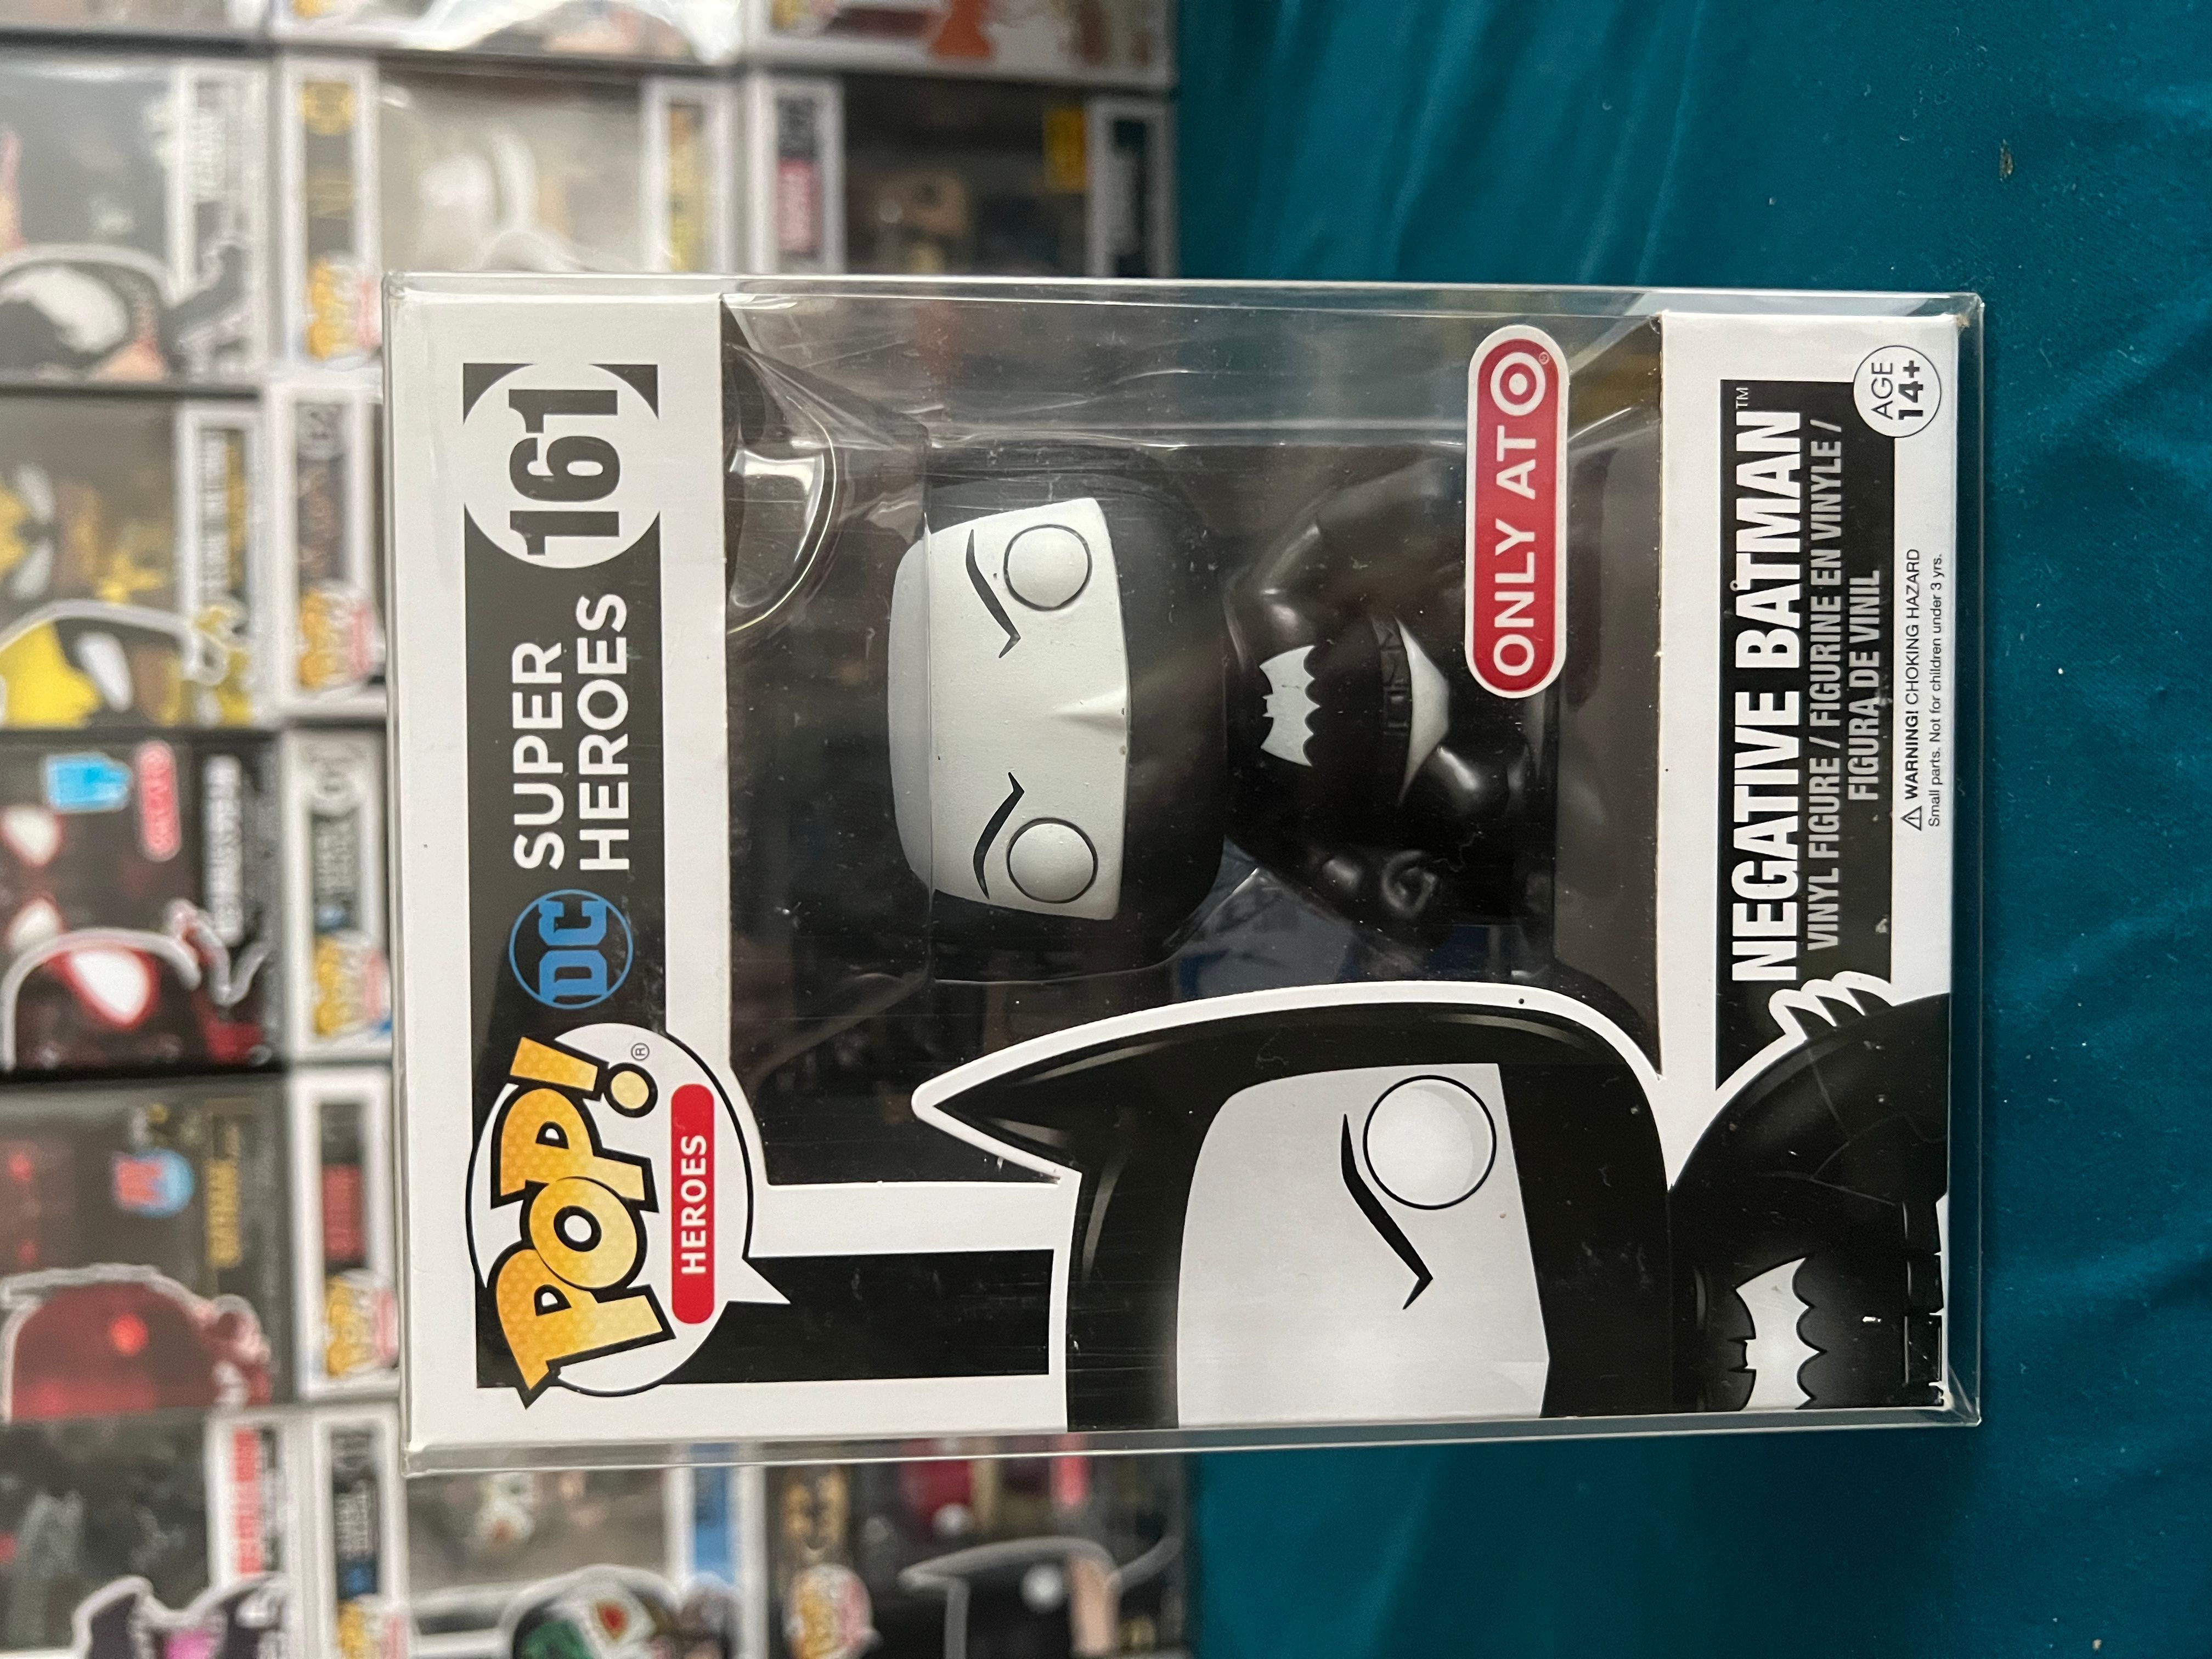 POP!®
HEROES
DC
SUPER
HEROES
161
ONLY AT
NEGATIVE BATMAN™
VINYL FIGURE / FIGURINE EN VINYLE /
FIGURA DE VINIL
AGE
14+
⚠ WARNING! CHOKING HAZARD
Small parts. Not for children under 3 yrs.